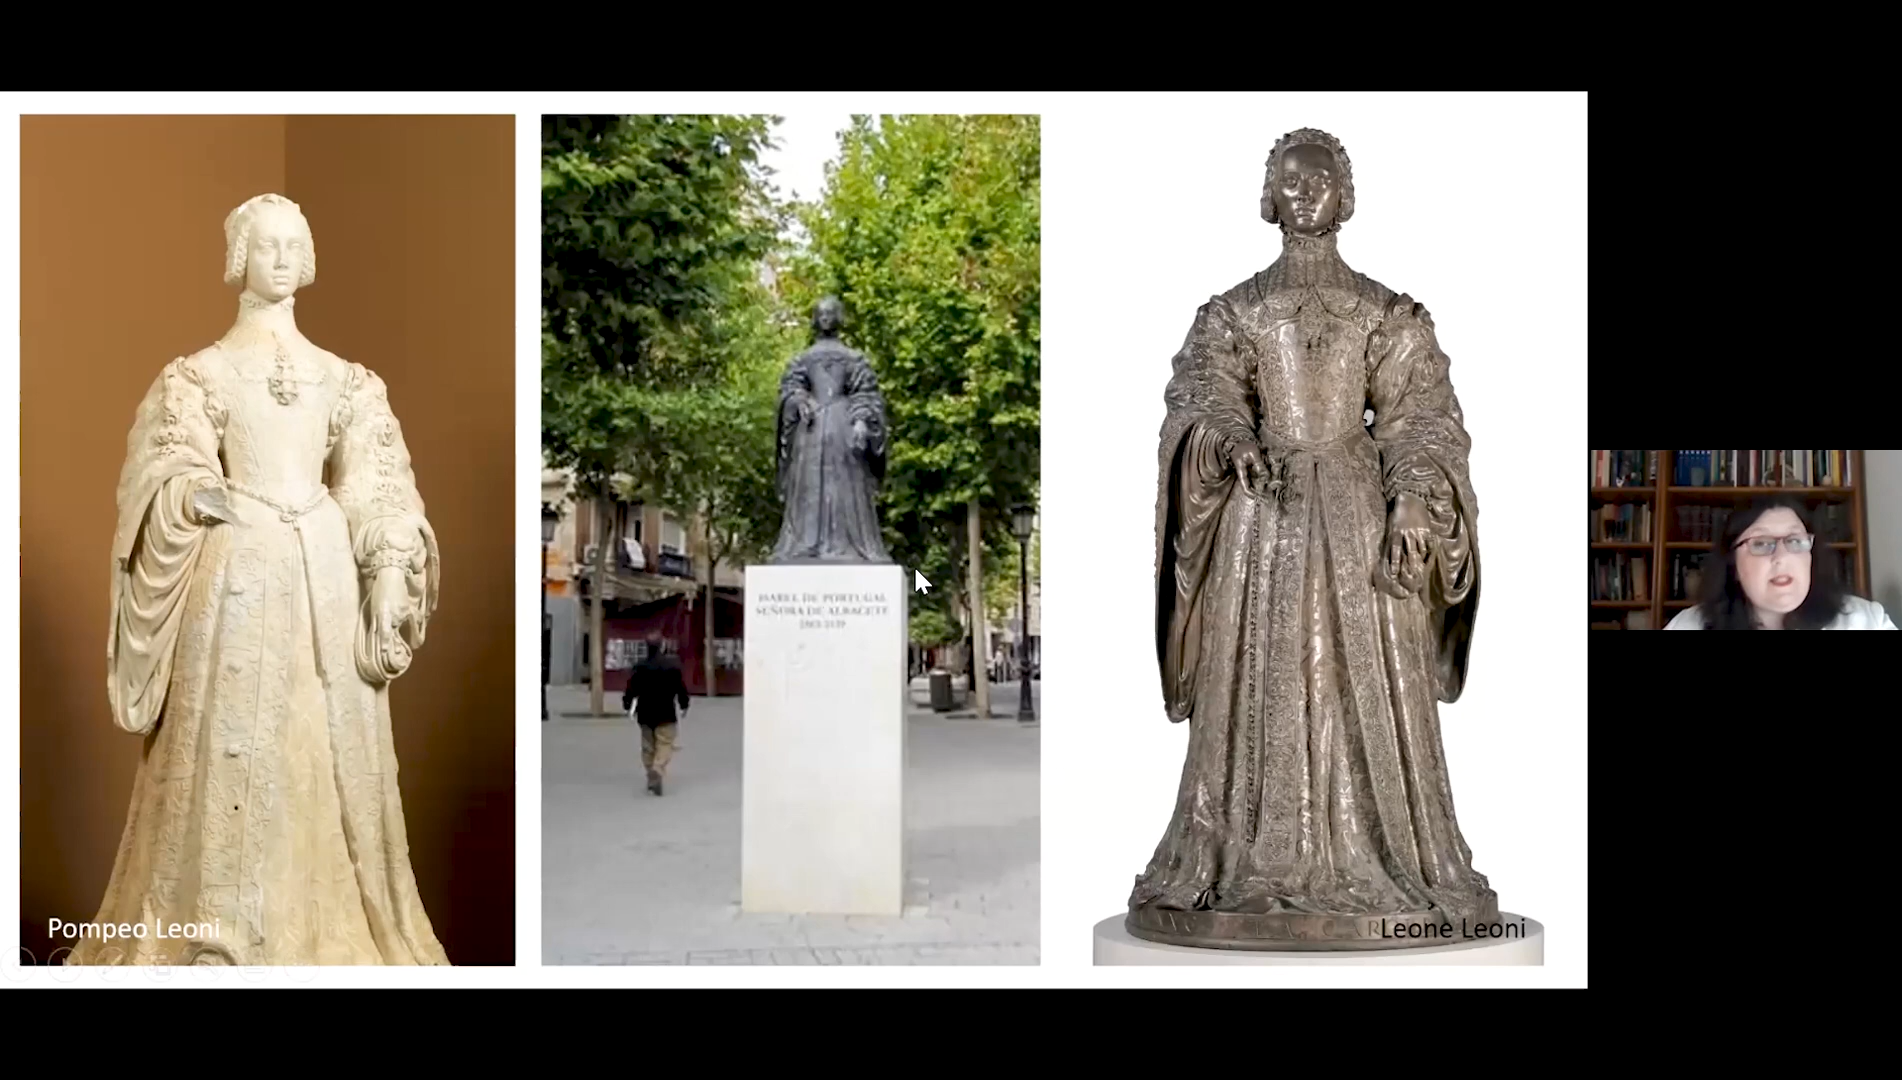 Pompeo Leoni
ISABEL DE PORTUGAL
SEÑORA DE ALBACETE
Leone Leoni